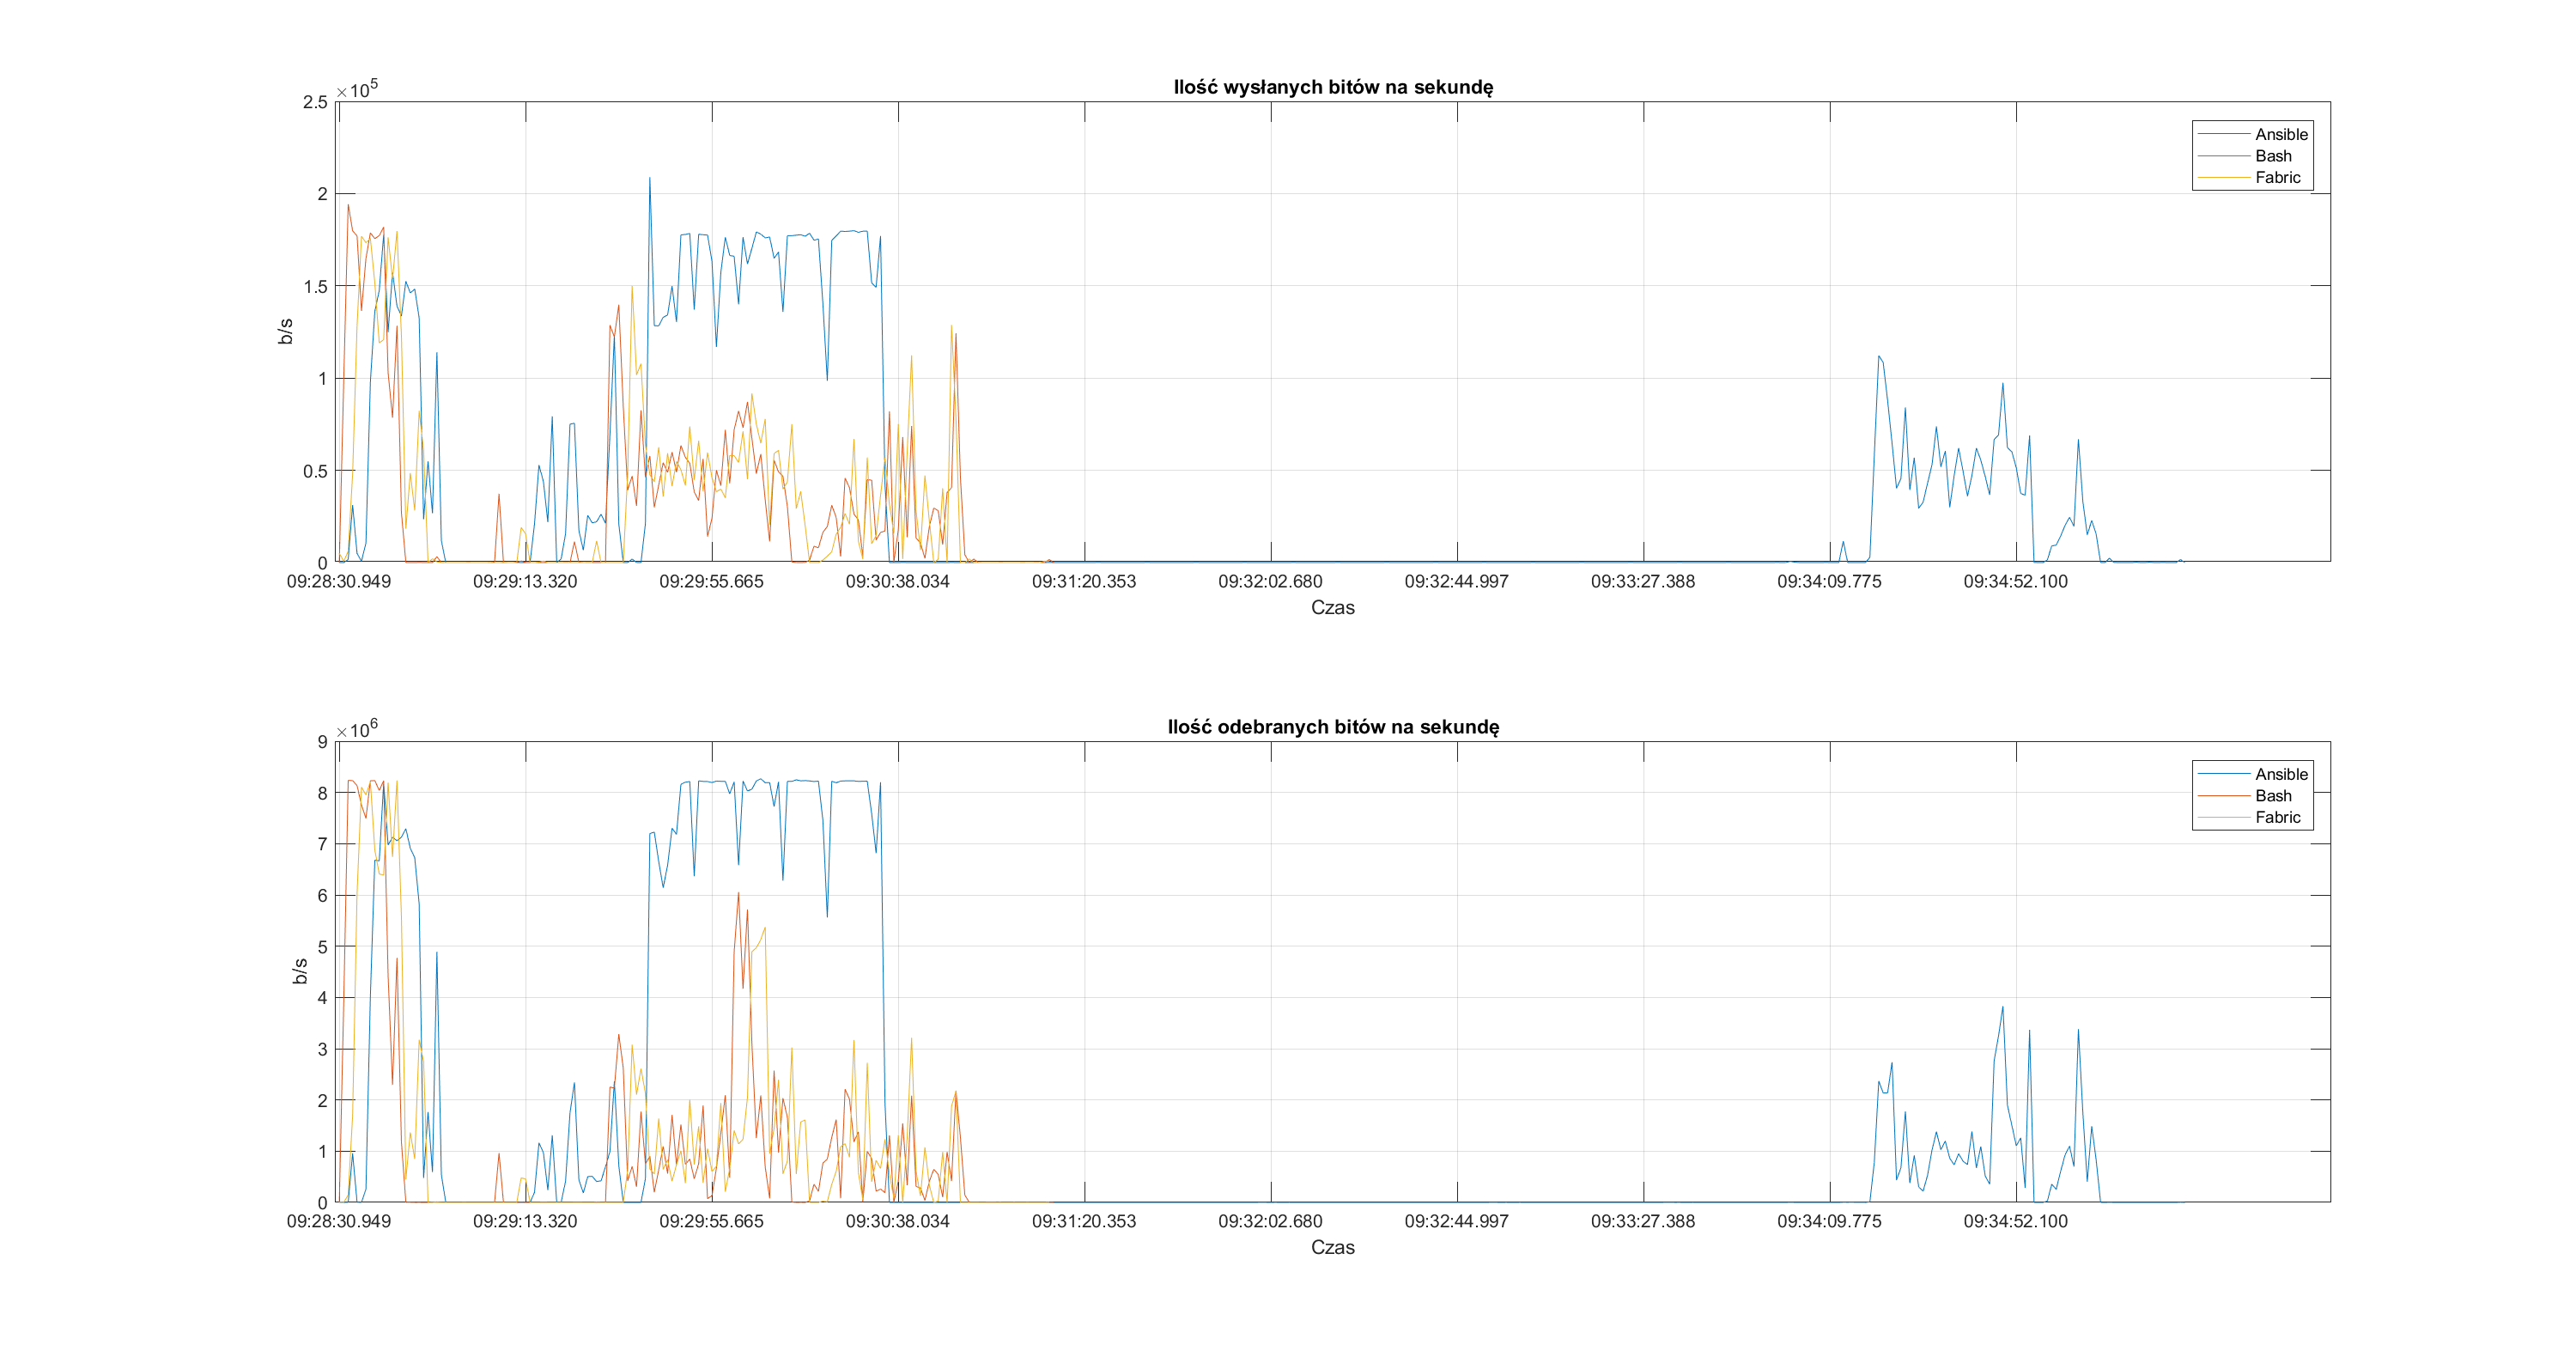 Ilość wysłanych bitów na sekundę
×10^5
2.5
2
1.5
1
0.5
0
b/s
Ansible
Bash
Fabric
09:28:30.949 09:29:13.320 09:29:55.665 09:30:38.034 09:31:20.353 09:32:02.680 09:32:44.997 09:33:27.388 09:34:09.775 09:34:52.100
Czas
Ilość odebranych bitów na sekundę
×10^6
9
8
7
6
5
4
3
2
1
0
b/s
Ansible
Bash
Fabric
09:28:30.949 09:29:13.320 09:29:55.665 09:30:38.034 09:31:20.353 09:32:02.680 09:32:44.997 09:33:27.388 09:34:09.775 09:34:52.100
Czas